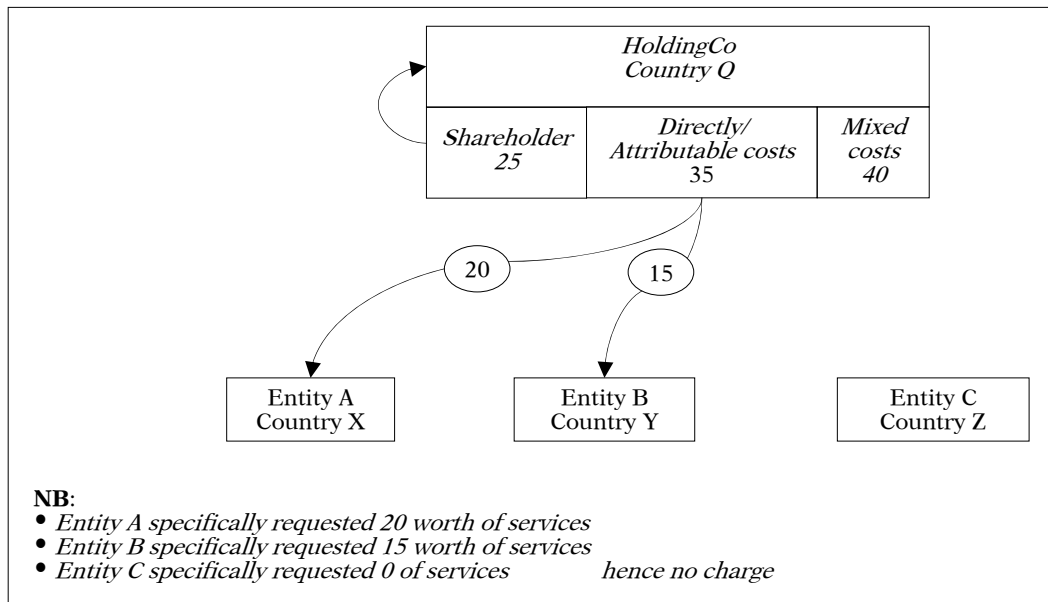 HoldingCo
Country Q
Shareholder
25
Directly/
Attributable costs
35
Mixed
costs
40
20
15
Entity A
Country X
Entity B
Country Y
Entity C
Country Z
NB:
• Entity A specifically requested 20 worth of services
• Entity B specifically requested 15 worth of services
• Entity C specifically requested 0 of services hence no charge